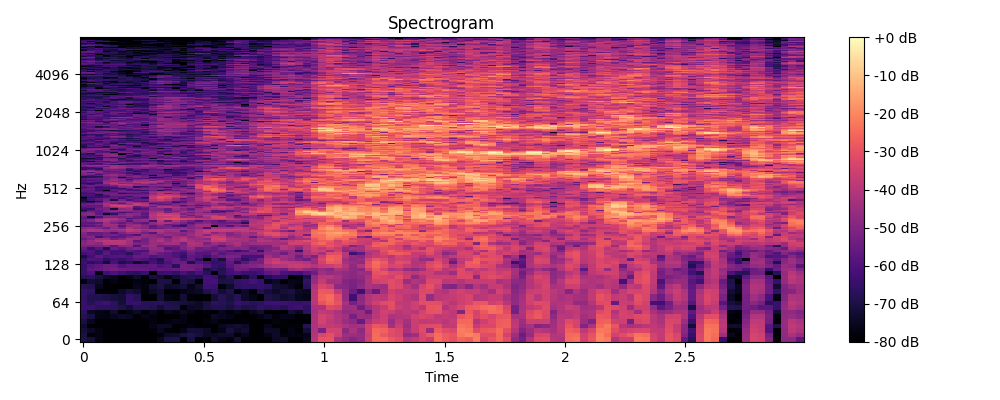 Spectrogram
Hz
4096
2048
1024
512
256
128
64
0
0
0.5
1
1.5
2
2.5
Time
+0 dB
-10 dB
-20 dB
-30 dB
-40 dB
-50 dB
-60 dB
-70 dB
-80 dB